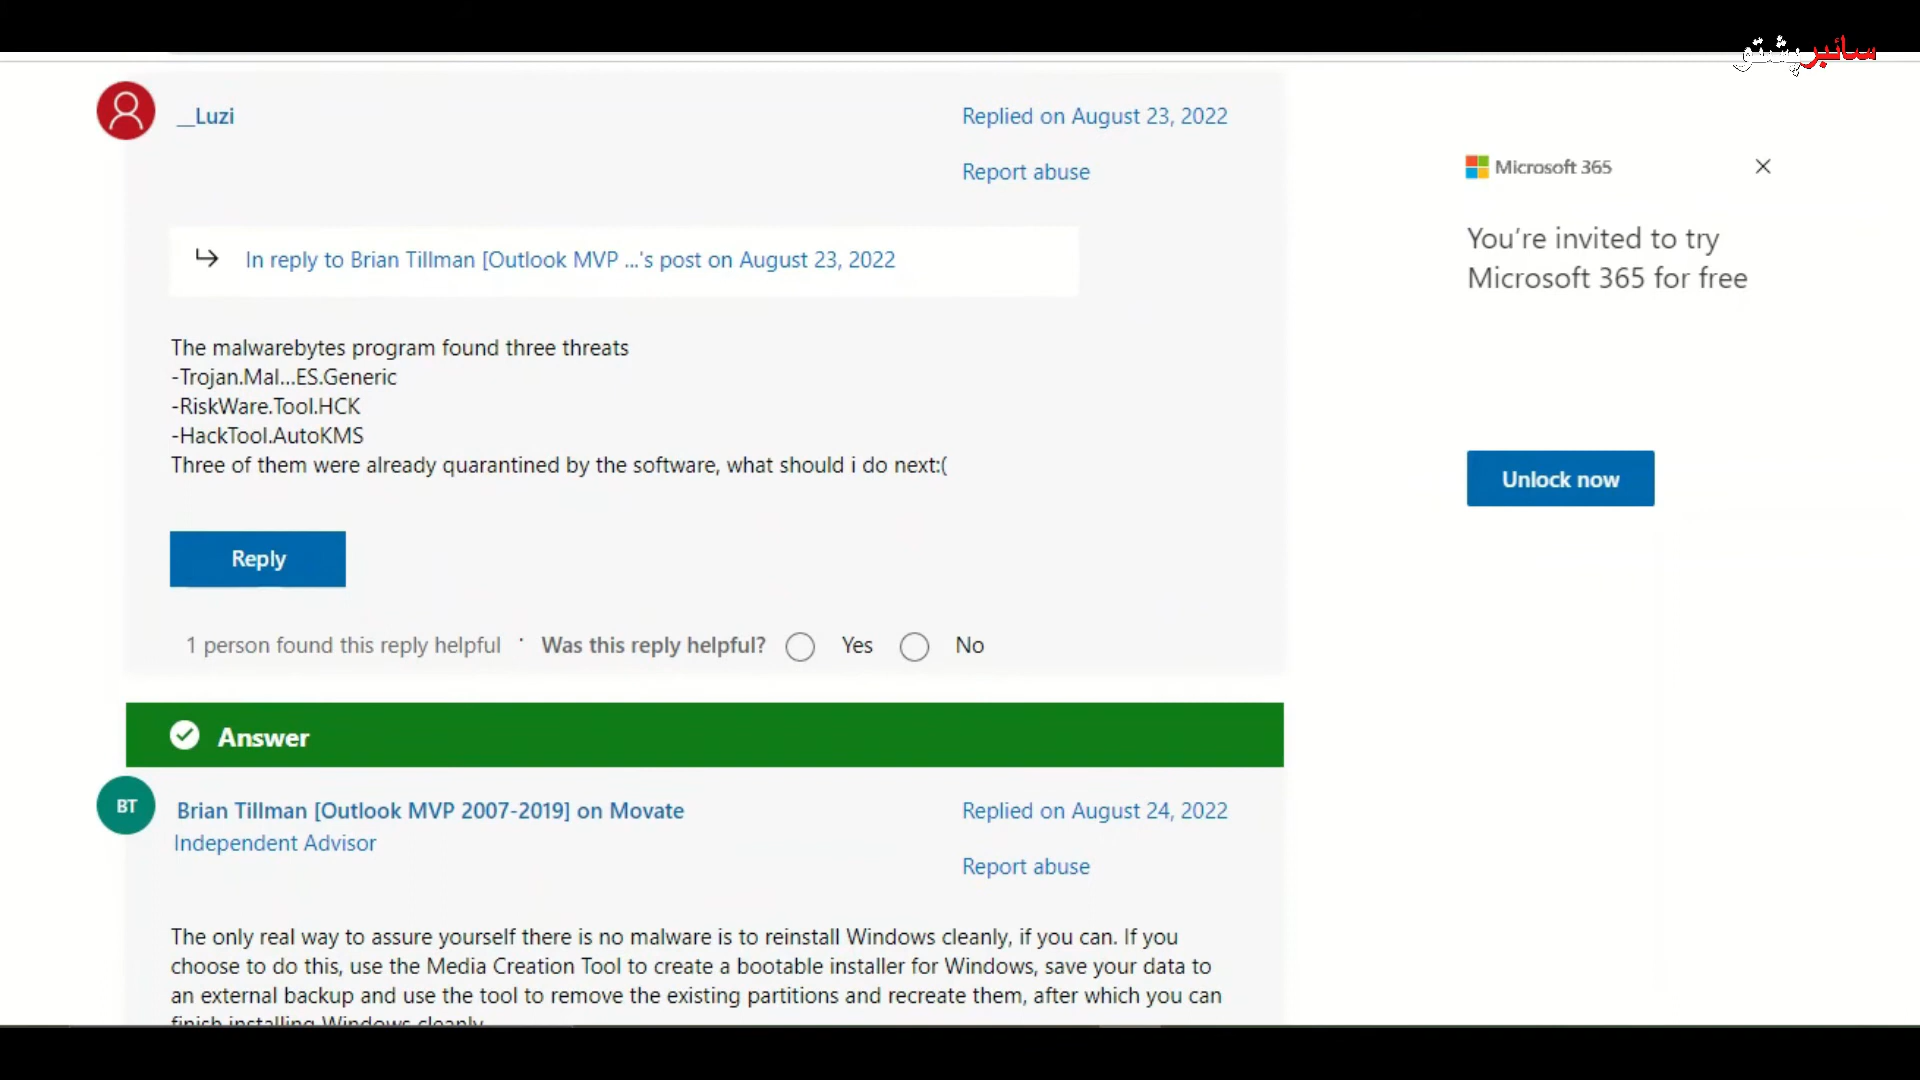 سائبرپشتو
__Luzi
Replied on August 23, 2022
Report abuse
In reply to Brian Tillman [Outlook MVP ...'s post on August 23, 2022
The malwarebytes program found three threats
-Trojan.Mal...ES.Generic
-RiskWare.Tool.HCK
-HackTool.AutoKMS
Three of them were already quarantined by the software, what should i do next:(
Reply
1 person found this reply helpful · Was this reply helpful? Yes No
Microsoft 365
You’re invited to try
Microsoft 365 for free
Unlock now
Answer
BT
Brian Tillman [Outlook MVP 2007-2019] on Movate
Independent Advisor
Replied on August 24, 2022
Report abuse
The only real way to assure yourself there is no malware is to reinstall Windows cleanly, if you can. If you
choose to do this, use the Media Creation Tool to create a bootable installer for Windows, save your data to
an external backup and use the tool to remove the existing partitions and recreate them, after which you can
finish installing Windows cleanly